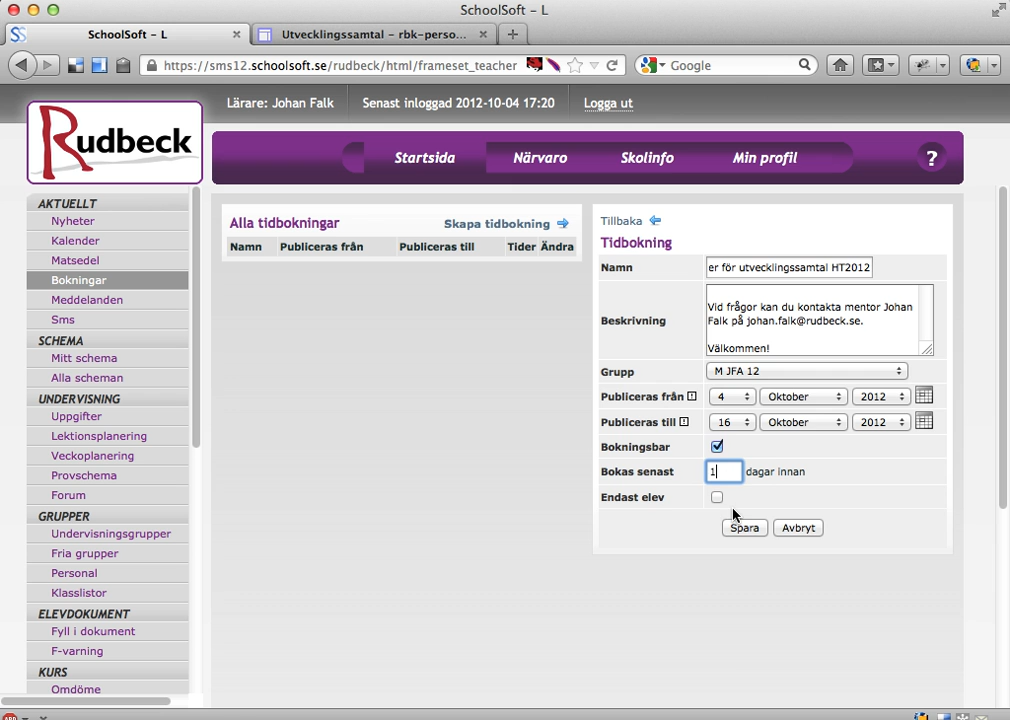 SchoolSoft – L
SchoolSoft – L
Utvecklingssamtal – rbk-perso...
https://sms12.schoolsoft.se/rudbeck/html/frameset_teacher
Google
Rudbeck
Lärare: Johan Falk
Senast inloggad 2012-10-04 17:20
Logga ut
Startsida
Närvaro
Skolinfo
Min profil
?
AKTUELLT
Nyheter
Kalender
Matsedel
Bokningar
Meddelanden
Sms
SCHEMA
Mitt schema
Alla scheman
UNDERVISNING
Uppgifter
Lektionsplanering
Veckoplanering
Provschema
Forum
GRUPPER
Undervisningsgrupper
Fria grupper
Personal
Klasslistor
ELEVDOKUMENT
Fyll i dokument
F-varning
KURS
Omdöme
Alla tidbokningar
Skapa tidbokning
Namn Publiceras från Publiceras till Tider Ändra
Tillbaka
Tidbokning
Namn er för utvecklingssamtal HT2012
Beskrivning
Vid frågor kan du kontakta mentor Johan
Falk på johan.falk@rudbeck.se.
Välkommen!
Grupp M JFA 12
Publiceras från 4 Oktober 2012
Publiceras till 16 Oktober 2012
Bokningsbar
Bokas senast 1 dagar innan
Endast elev
Spara Avbryt